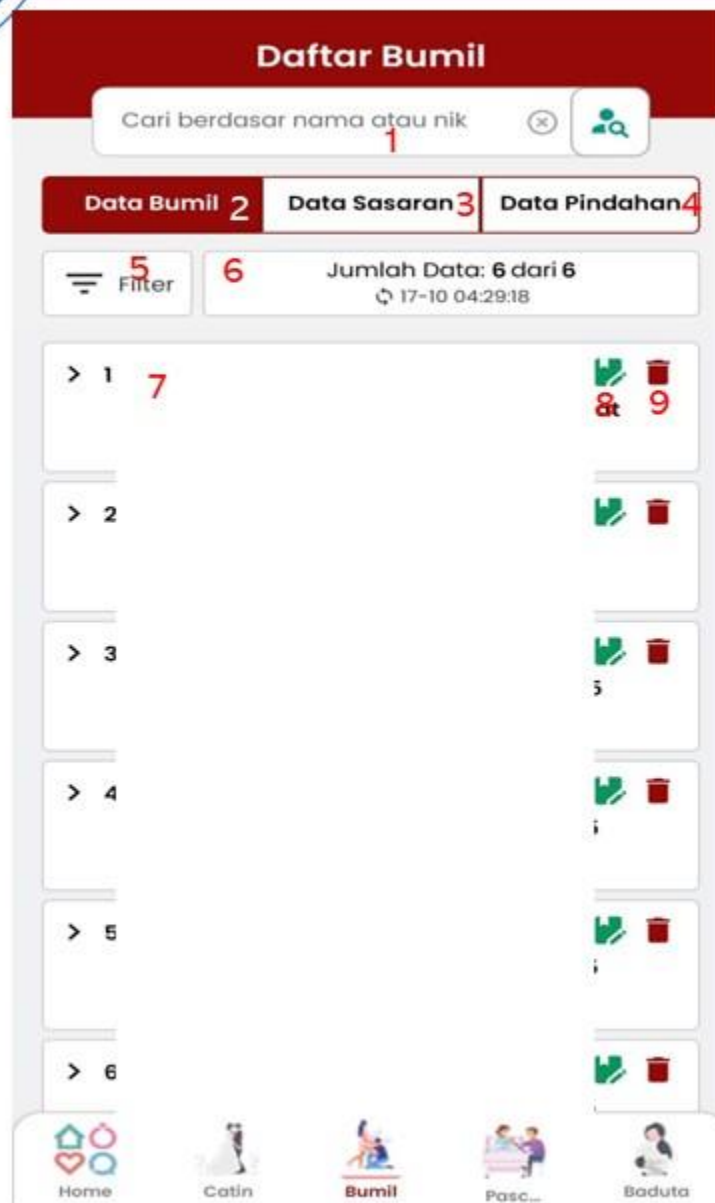 Daftar Bumil
Cari berdasar nama atau nik
1
Data Bumil 2 Data Sasaran 3 Data Pindahan 4
5 Filter 6 Jumlah Data: 6 dari 6
17-10 04:29:18
> 1 7
8 at 9
> 2
> 3
5
> 4
> 5
> 6
Home Catin Bumil Pasc... Baduta